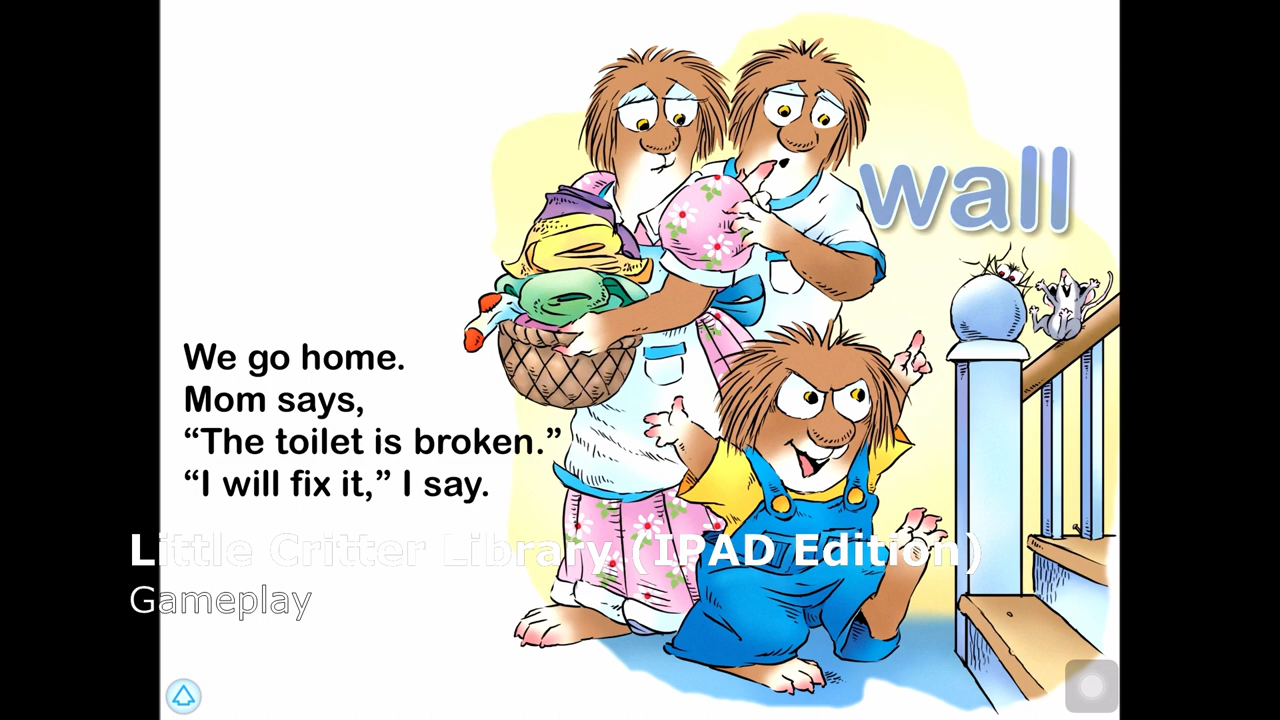 wall
We go home.
Mom says,
“The toilet is broken.”
“I will fix it,” I say.
Little Critter Library (IPAD Edition)
Gameplay